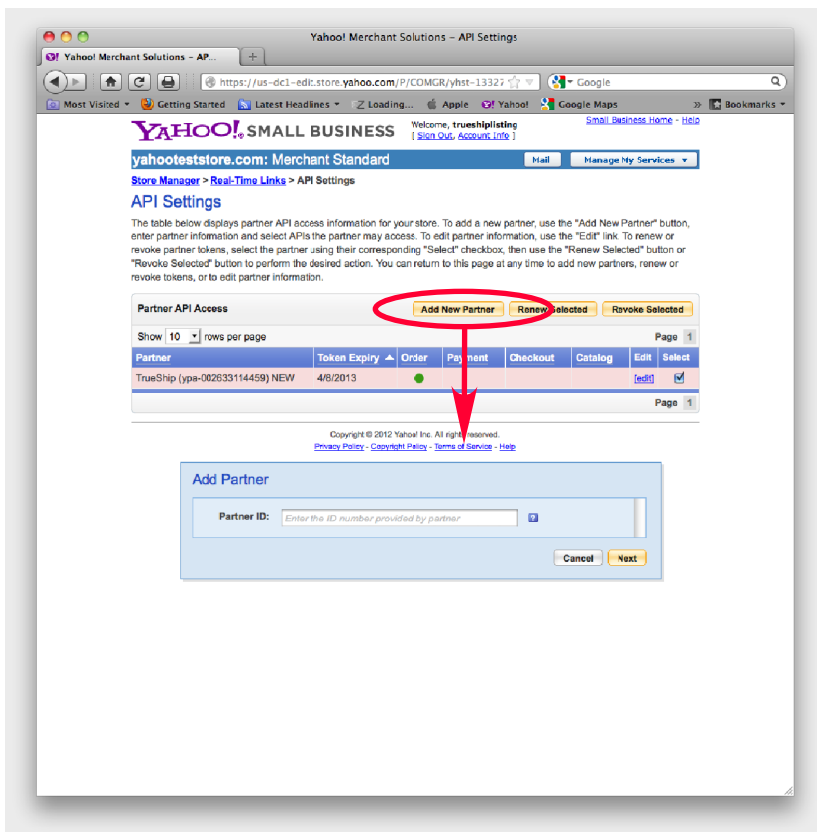 Yahoo! Merchant Solutions – API Settings
Yahoo! Merchant Solutions – AP...
https://us-dc1-edit.store.yahoo.com/P/COMGR/yhst-13327
Google
Most Visited
Getting Started
Latest Headlines
Loading...
Apple
Yahoo!
Google Maps
»
Bookmarks
YAHOO! SMALL BUSINESS
Welcome, trueshiplisting
[ Sign Out, Account Info ]
Small Business Home - Help
yahooteststore.com: Merchant Standard
Mail
Manage My Services
Store Manager > Real-Time Links > API Settings
API Settings
The table below displays partner API access information for your store. To add a new partner, use the "Add New Partner" button,
enter partner information and select APIs the partner may access. To edit partner information, use the "Edit" link. To renew or
revoke partner tokens, select the partner using their corresponding "Select" checkbox, then use the "Renew Selected" button or
"Revoke Selected" button to perform the desired action. You can return to this page at any time to add new partners, renew or
revoke tokens, or to edit partner information.
Partner API Access
Add New Partner
Renew Selected
Revoke Selected
Show 10 rows per page
Page 1
Partner Token Expiry Order Payment Checkout Catalog Edit Select
TrueShip (ypa-002633114459) NEW 4/8/2013 [edit]
Page 1
Copyright © 2012 Yahoo! Inc. All rights reserved.
Privacy Policy - Copyright Policy - Terms of Service - Help
Add Partner
Partner ID: Enter the ID number provided by partner ?
Cancel
Next